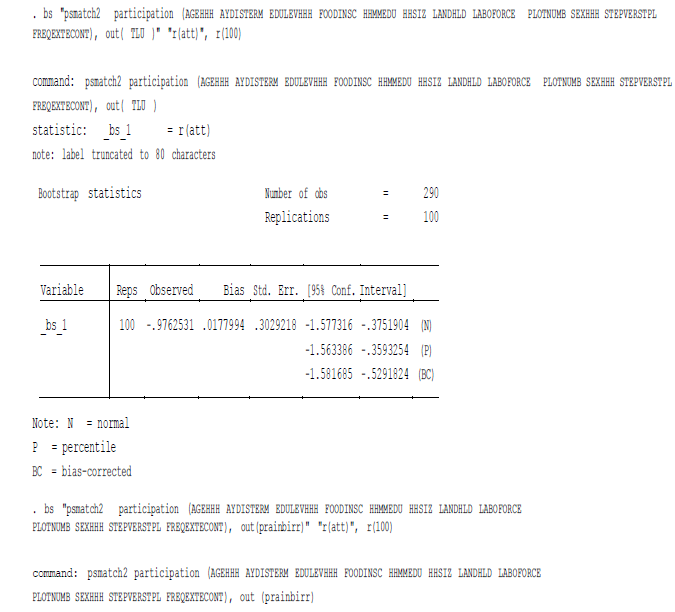 . bs "psmatch2 participation (AGEHHH AYDISTERM EDULEVHHH FOODINSC HHMMEDU HHSIZ LANDHLD LABOFORCE PLOTNUMB SEXHHH STEPVERSTPL
FREQEXTECONT), out( TLU )" "r(att)", r(100)
command: psmatch2 participation (AGEHHH AYDISTERM EDULEVHHH FOODINSC HHMMEDU HHSIZ LANDHLD LABOFORCE PLOTNUMB SEXHHH STEPVERSTPL
FREQEXTECONT), out( TLU )
statistic: _bs_1 = r(att)
note: label truncated to 80 characters
Bootstrap statistics Number of obs = 290
Replications = 100
Variable Reps Observed Bias Std. Err. [95% Conf. Interval]
_bs_1 100 -.9762531 .0177994 .3029218 -1.577316 -.3751904 (N)
-1.563386 -.3593254 (P)
-1.581685 -.5291824 (BC)
Note: N = normal
P = percentile
BC = bias-corrected
. bs "psmatch2 participation (AGEHHH AYDISTERM EDULEVHHH FOODINSC HHMMEDU HHSIZ LANDHLD LABOFORCE
PLOTNUMB SEXHHH STEPVERSTPL FREQEXTECONT), out(prainbirr)" "r(att)", r(100)
command: psmatch2 participation (AGEHHH AYDISTERM EDULEVHHH FOODINSC HHMMEDU HHSIZ LANDHLD LABOFORCE
PLOTNUMB SEXHHH STEPVERSTPL FREQEXTECONT), out (prainbirr)